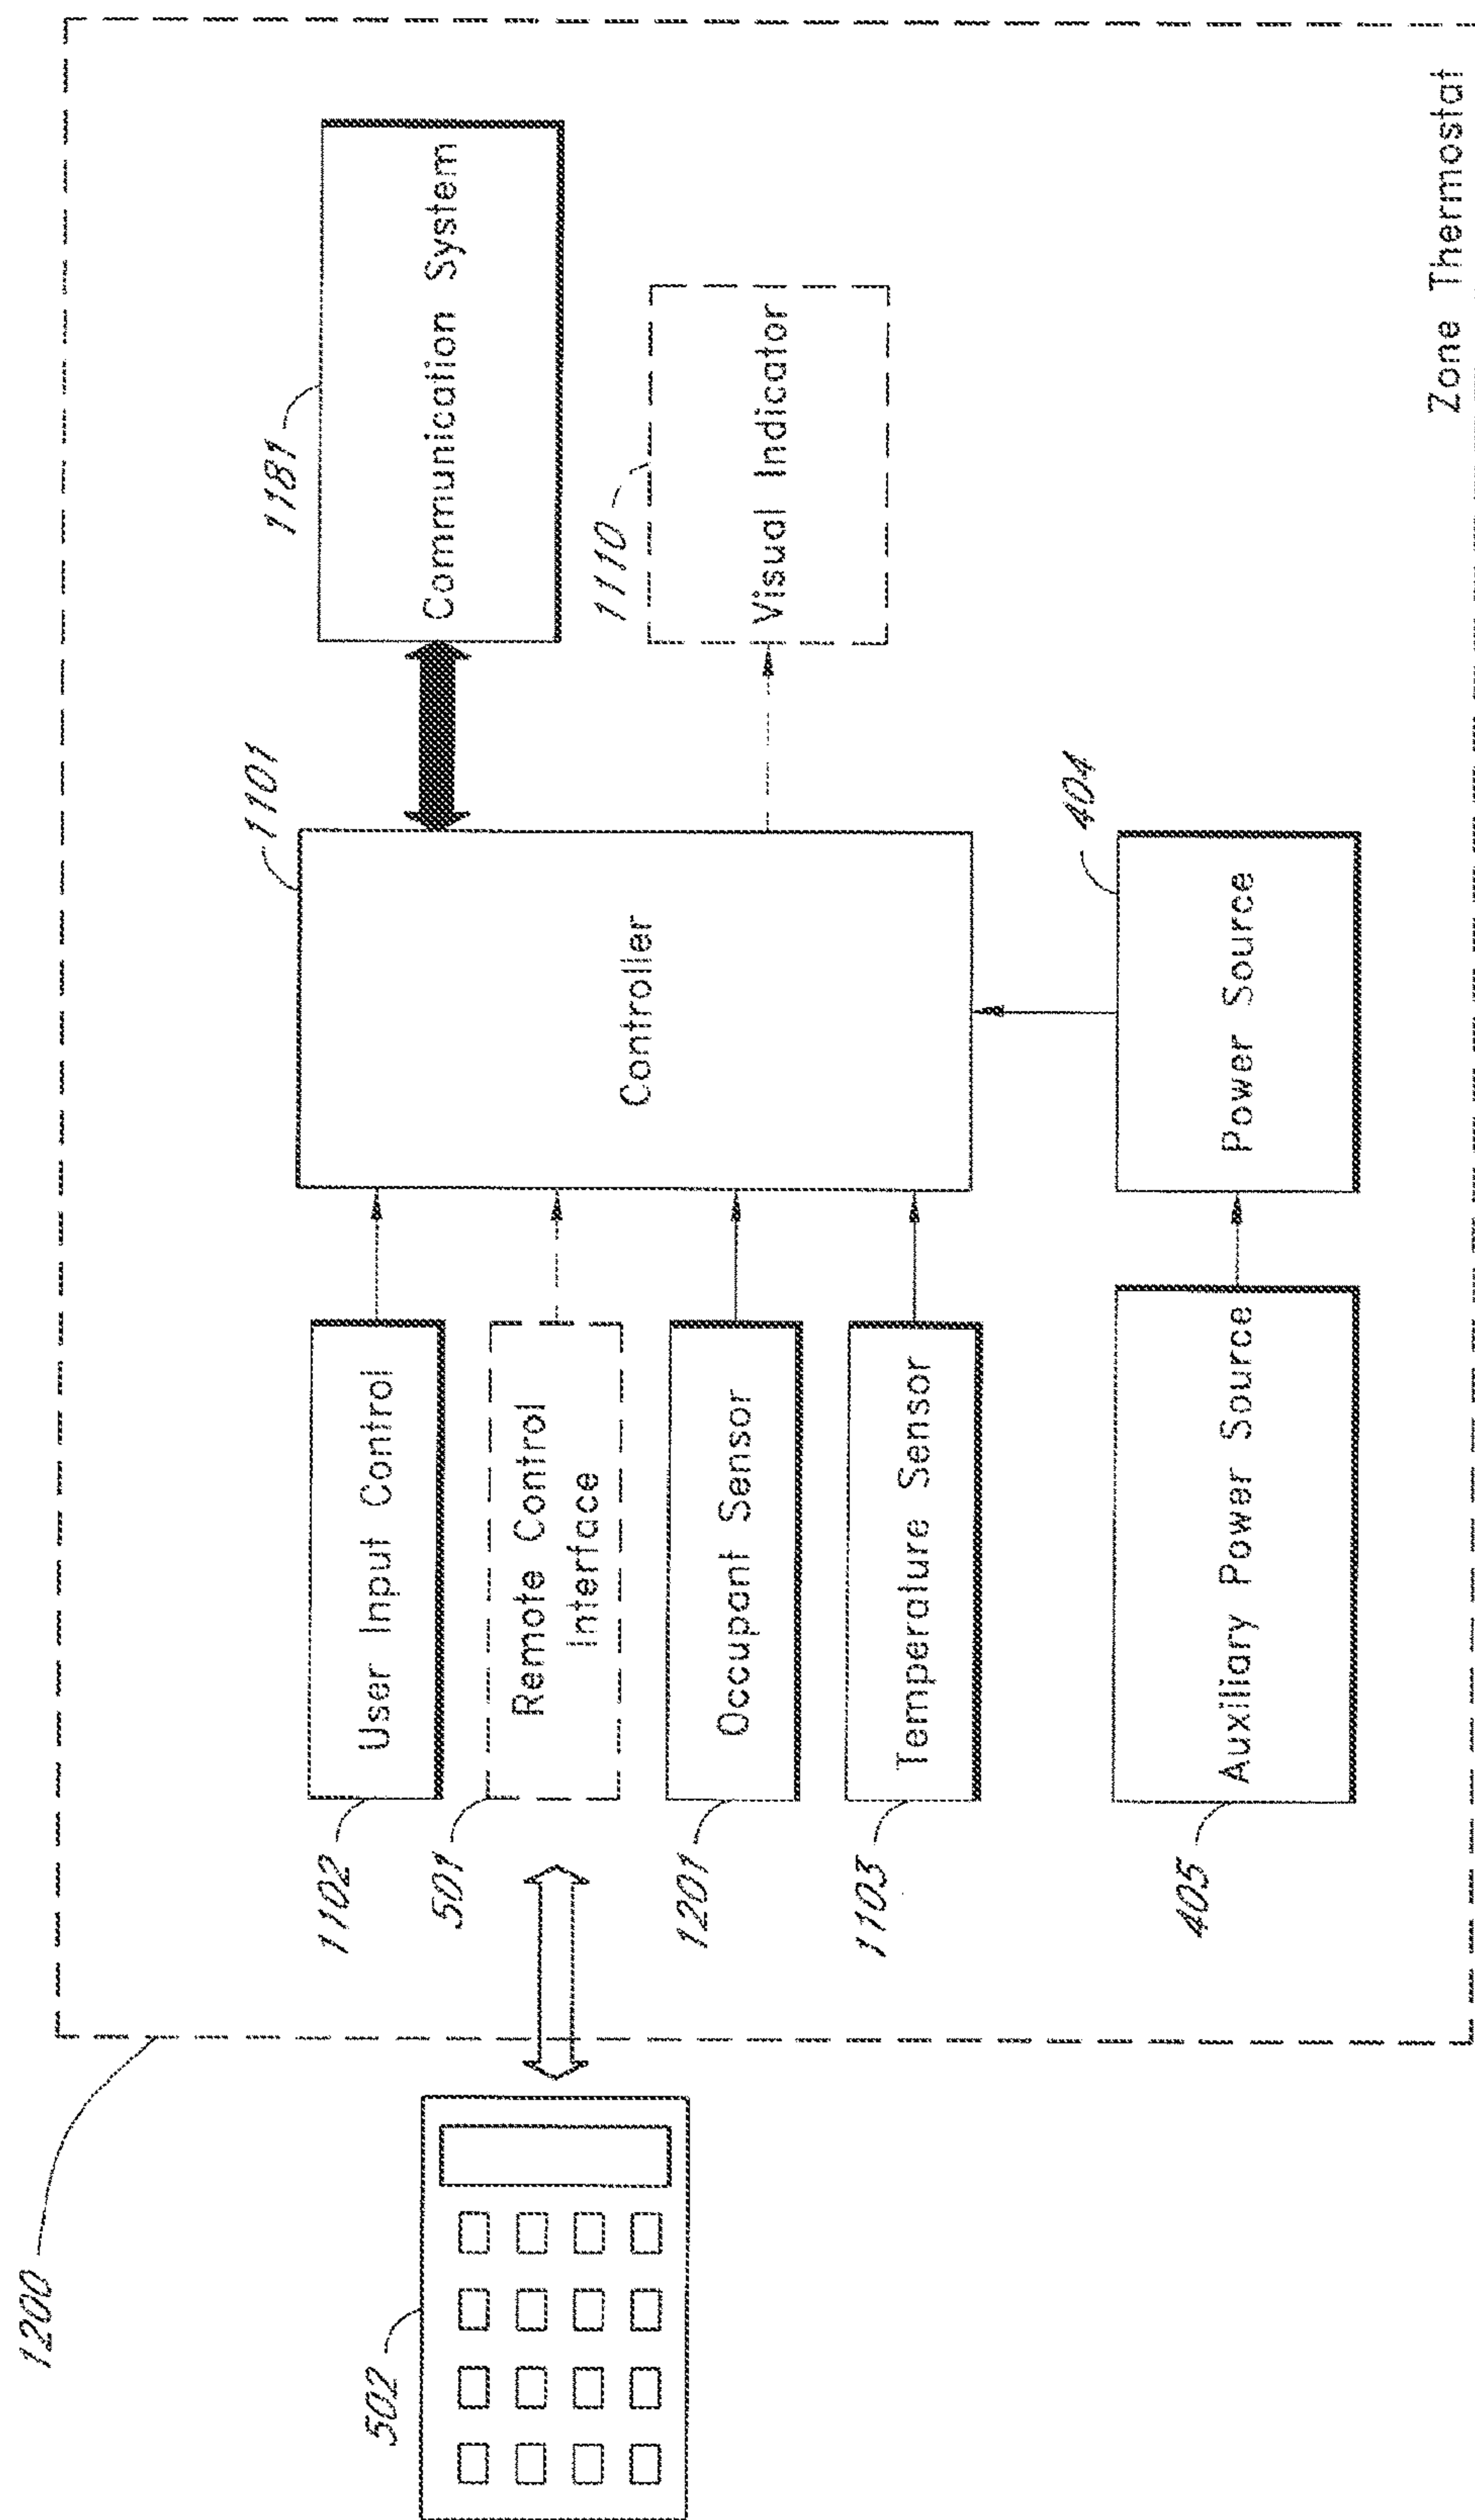 1200
502
1102
User Input Control
501
Remote Control
Interface
1201
Occupant Sensor
1103
Temperature Sensor
405
Auxiliary Power Source
1101
Controller
404
Power Source
1181
Communication System
1110
Visual Indicator
Zone Thermostat